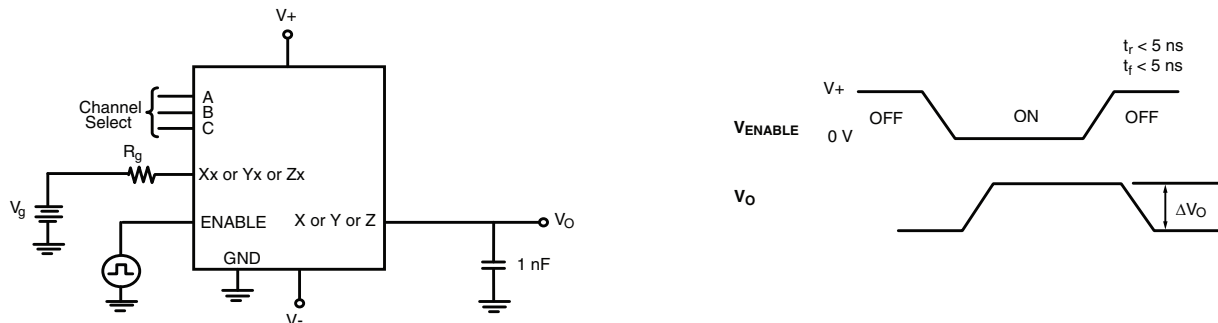 V+
A
B
C
Channel
Select
Rg
Xx or Yx or Zx
Vg
ENABLE
X or Y or Z
VO
GND
1 nF
V-
tr < 5 ns
tf < 5 ns
V+
OFF
ON
OFF
VENABLE
0 V
VO
ΔVO